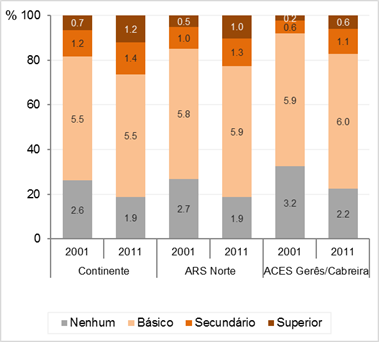 % 100
80
60
40
20
0
0.7 1.2 0.5 1.0 0.2 0.6
1.2 1.4 1.0 1.3 0.7 1.1
5.5 5.5 5.8 5.9 5.9 6.0
2.6 1.9 2.7 1.9 3.2 2.2
2001 2011 2001 2011 2001 2011
Continente ARS Norte ACES Gerês/Cabreira
Nenhum Básico Secundário Superior